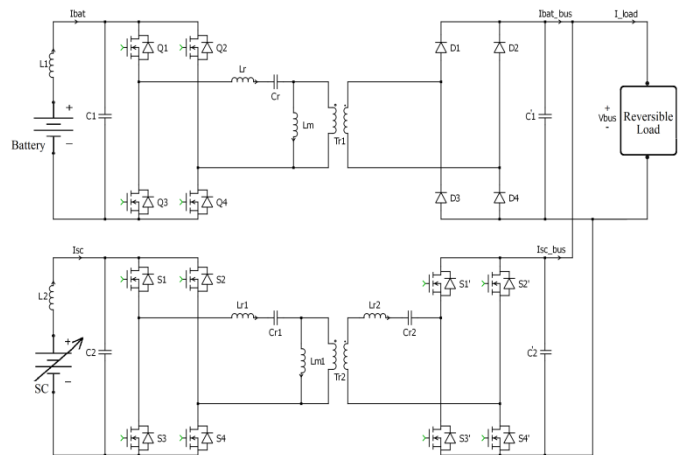 Ibat
Ibat_bus
I_load
L1
Q1
Q2
D1
D2
Lr
Cr
+
Battery
−
C1
Lm
Tr1
C1'
+
Vbus
-
Reversible
Load
Q3
Q4
D3
D4
Isc
Isc_bus
L2
S1
S2
S1'
S2'
Lr1
Lr2
Cr1
Cr2
+
SC
−
C2
Lm1
Tr2
C2'
S3
S4
S3'
S4'